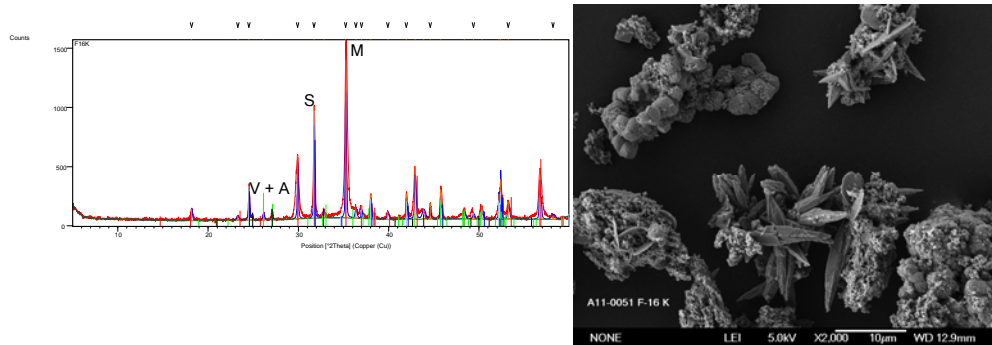 Counts
F16K
1500
M
S
1000
500
V + A
0
10
20
30
40
50
Position [°2Theta] (Copper (Cu)
A11-0051 F-16 K
NONE LEI 5.0kV X2,000 10μm WD 12.9mm